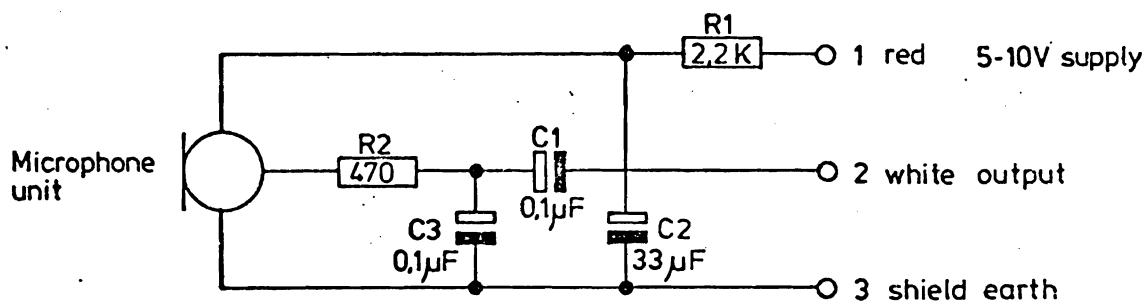 R1
2,2K
1 red 5-10V supply
Microphone
unit
R2
470
C1
0,1µF
2 white output
C3
0,1µF
C2
33µF
3 shield earth